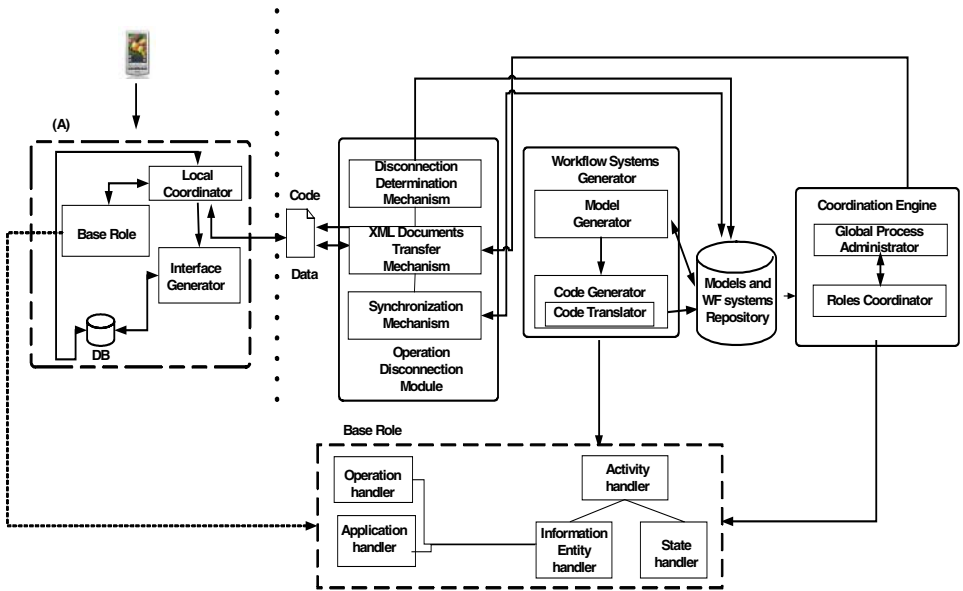 (A)
Local
Coordinator
Base Role
Interface
Generator
DB
Code
Data
Disconnection
Determination
Mechanism
XML Documents
Transfer
Mechanism
Synchronization
Mechanism
Operation
Disconnection
Module
Workflow Systems
Generator
Model
Generator
Code Generator
Code Translator
Models and
WF systems
Repository
Coordination Engine
Global Process
Administrator
Roles Coordinator
Base Role
Operation
handler
Application
handler
Activity
handler
Information
Entity
handler
State
handler